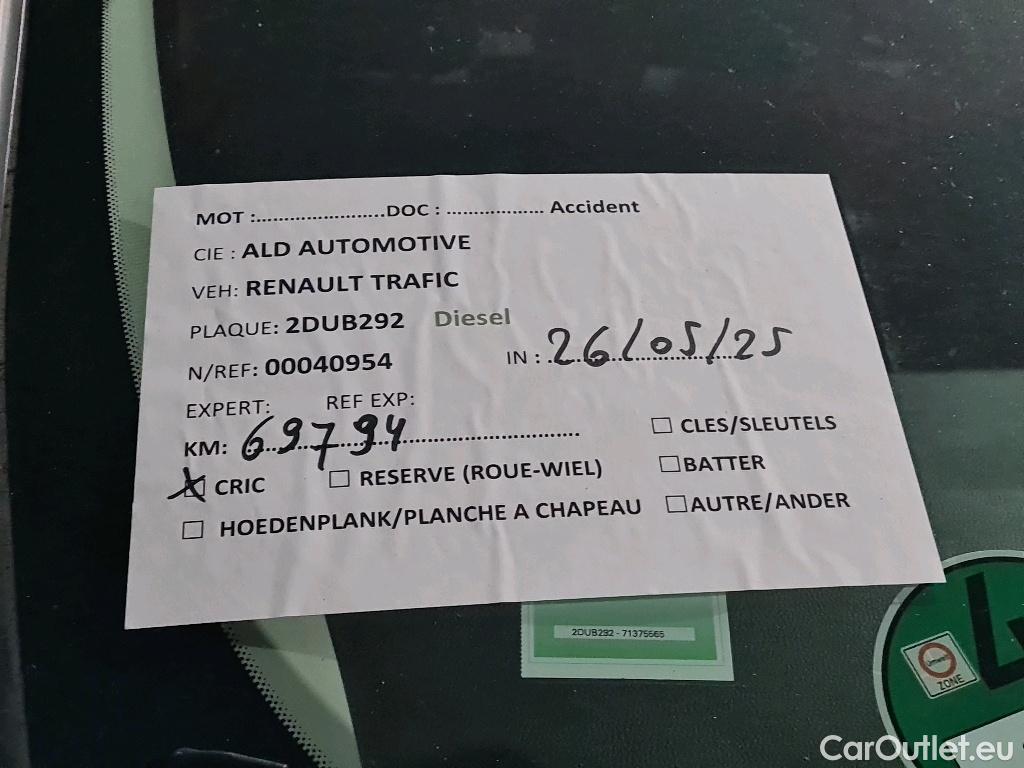 MOT :........................DOC : .................. Accident
CIE : ALD AUTOMOTIVE
VEH: RENAULT TRAFIC
PLAQUE: 2DUB292 Diesel
N/REF: 00040954 IN : 26/05/25
EXPERT: REF EXP:
KM: 69794
☐ CLES/SLEUTELS
☒ CRIC ☐ RESERVE (ROUE-WIEL) ☐ BATTER
☐ HOEDENPLANK/PLANCHE A CHAPEAU ☐ AUTRE/ANDER
2DUB292 - 71375565
4
ZONE
CarOutlet.eu